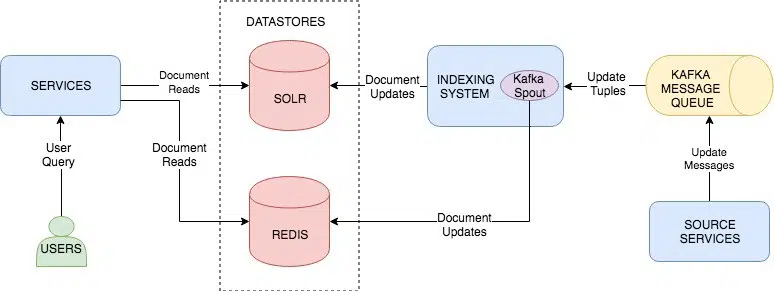 DATASTORES
SERVICES
Document
Reads
SOLR
Document
Updates
INDEXING
SYSTEM
Kafka
Spout
Update
Tuples
KAFKA
MESSAGE
QUEUE
User
Query
Document
Reads
Update
Messages
USERS
REDIS
Document
Updates
SOURCE
SERVICES